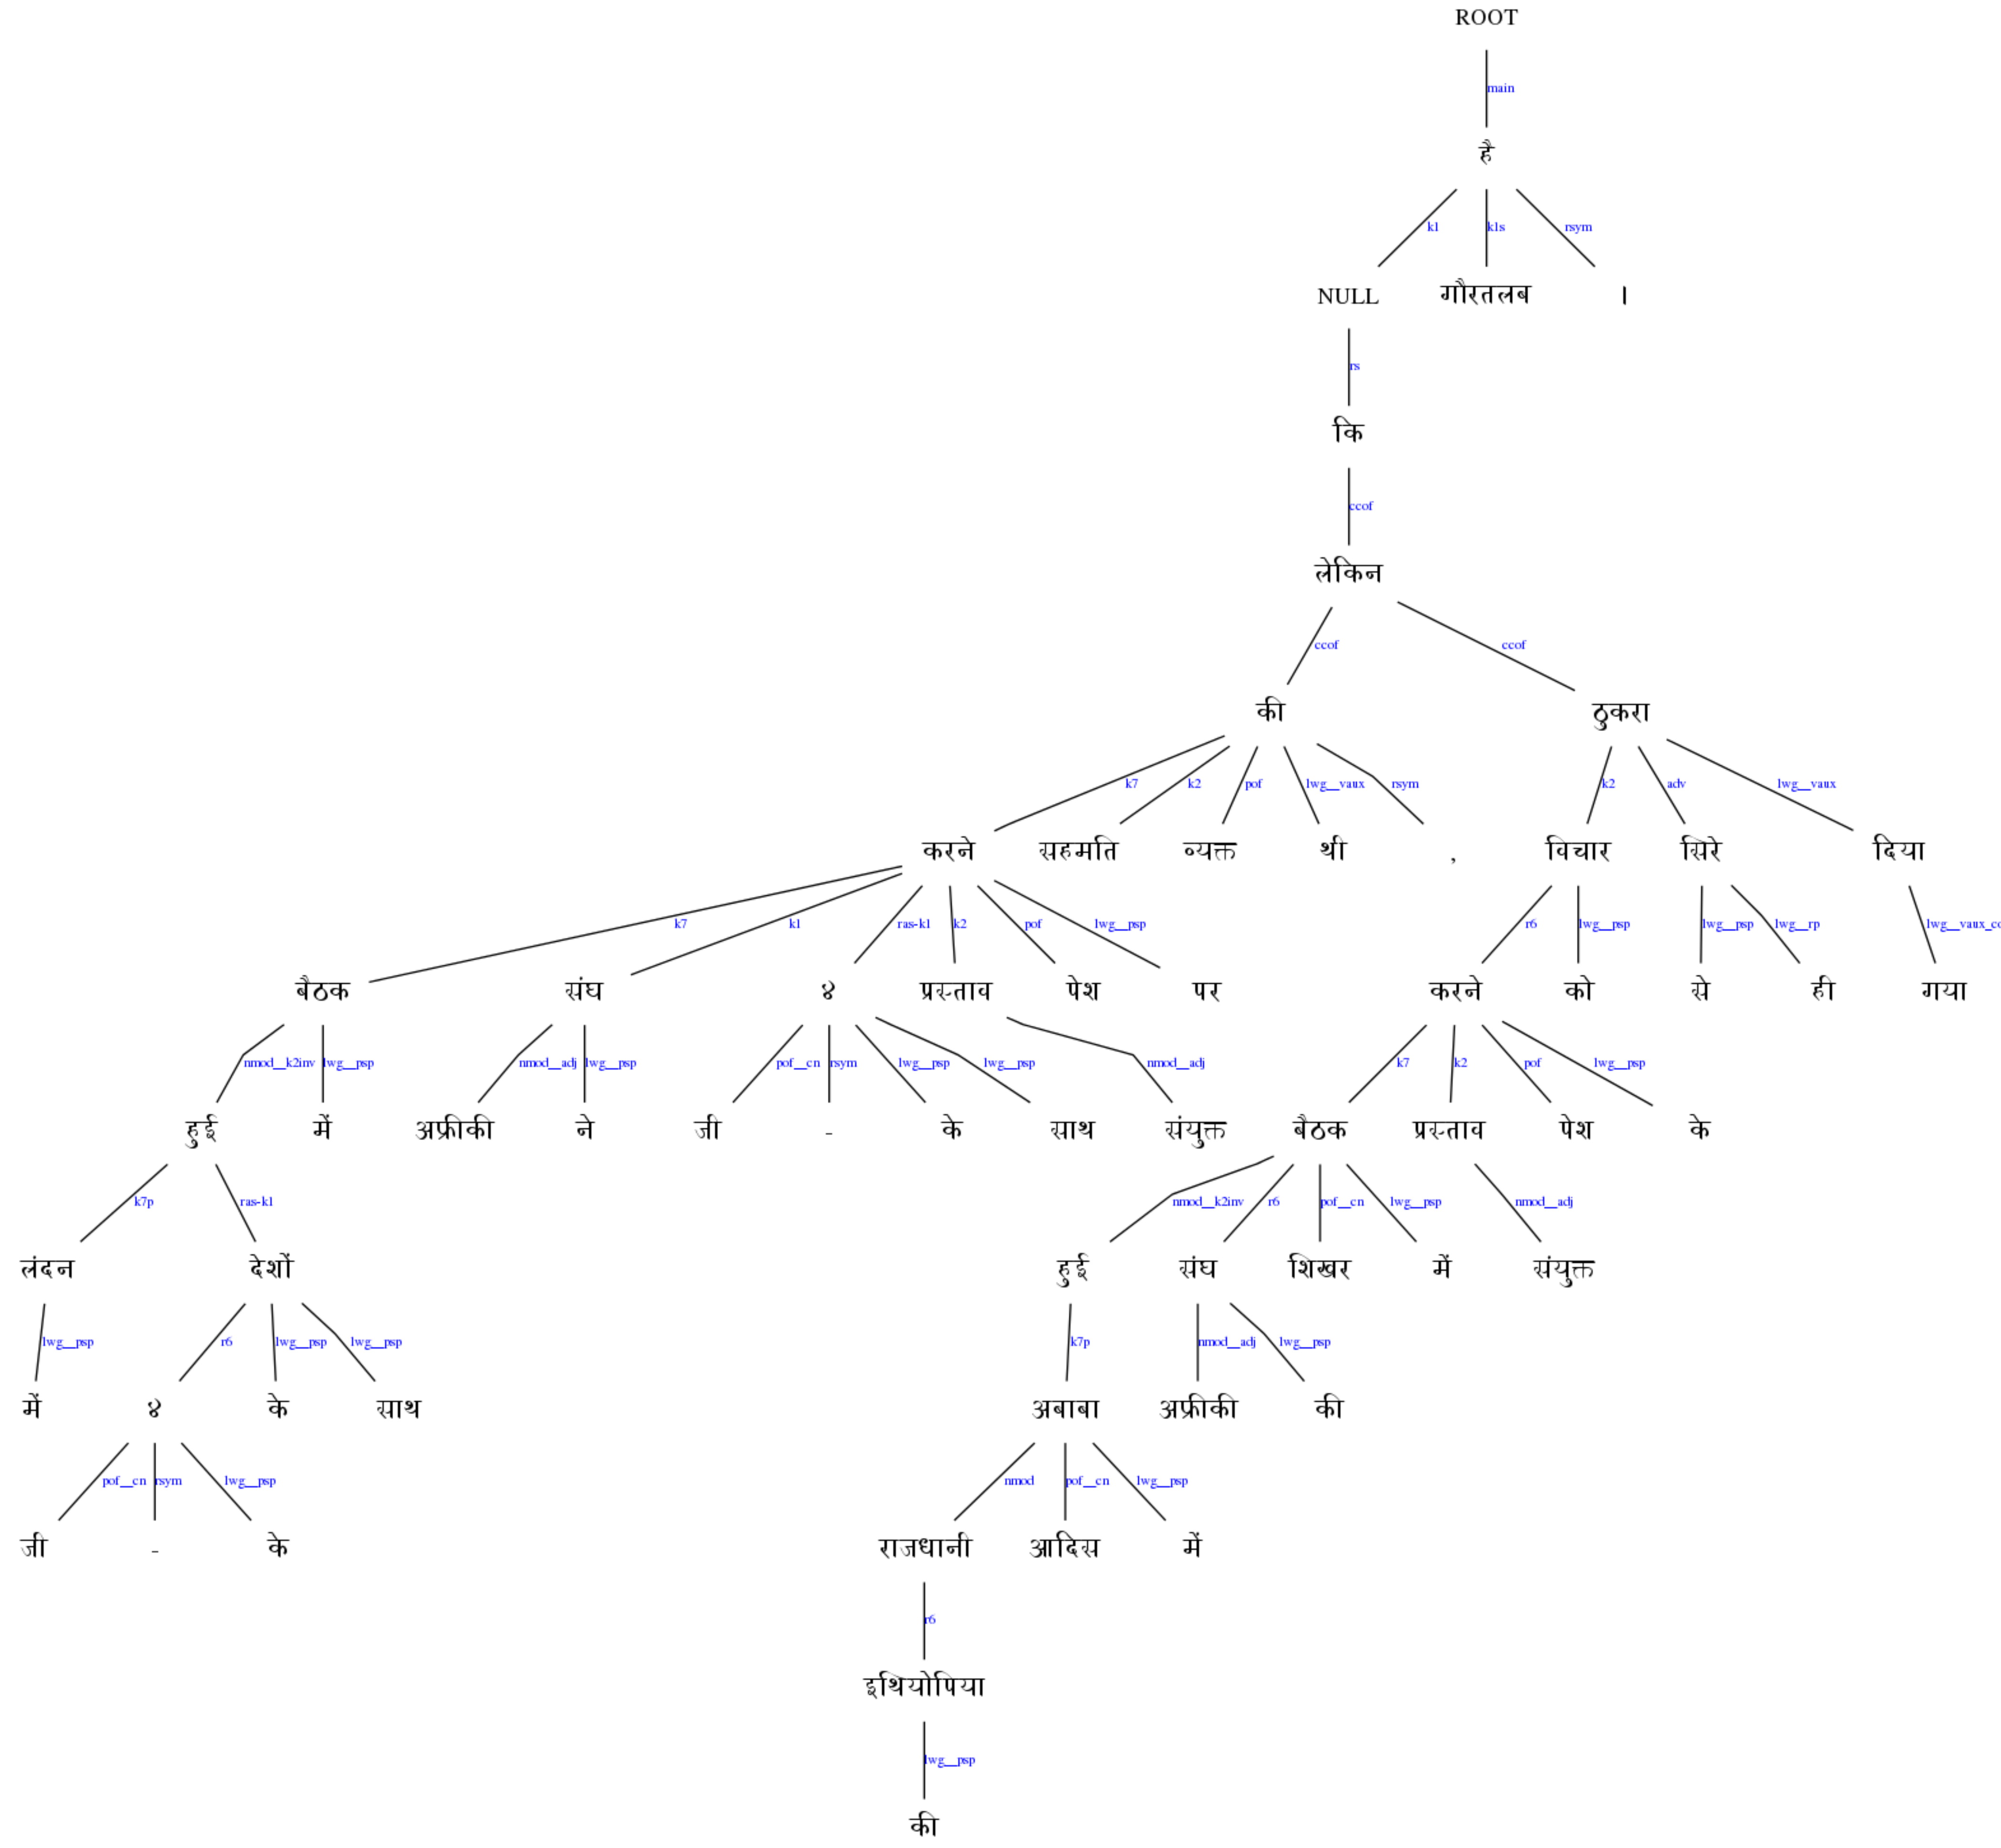 ROOT
main
है
k1 k1s rsym
NULL गौरतलब ।
rs
कि
ccof
लेकिन
ccof ccof
की ठुकरा
k7 k2 pof lwg__vaux rsym k2 adv lwg__vaux
करने सहमति व्यक्त थी , विचार सिरे दिया
k7 k1 ras-k1 k2 pof lwg__psp r6 lwg__psp lwg__psp lwg__rp
बैठक संघ ४ प्रस्ताव पेश पर करने को से ही गया
nmod__k2inv lwg__psp nmod__adj lwg__psp pof__cn rsym lwg__psp lwg__psp nmod__adj k7 k2 pof lwg__psp
हुई में अफ्रीकी ने जी - के साथ संयुक्त बैठक प्रस्ताव पेश के
k7p ras-k1 nmod__k2inv r6 pof__cn lwg__psp nmod__adj
लंदन देशों हुई संघ शिखर में संयुक्त
lwg__psp r6 lwg__psp lwg__psp k7p nmod__adj lwg__psp
में ४ के साथ अबाबा अफ्रीकी की
pof__cn rsym lwg__psp nmod pof__cn lwg__psp
जी - के राजधानी आदिस में
r6
इथियोपिया
lwg__psp
की